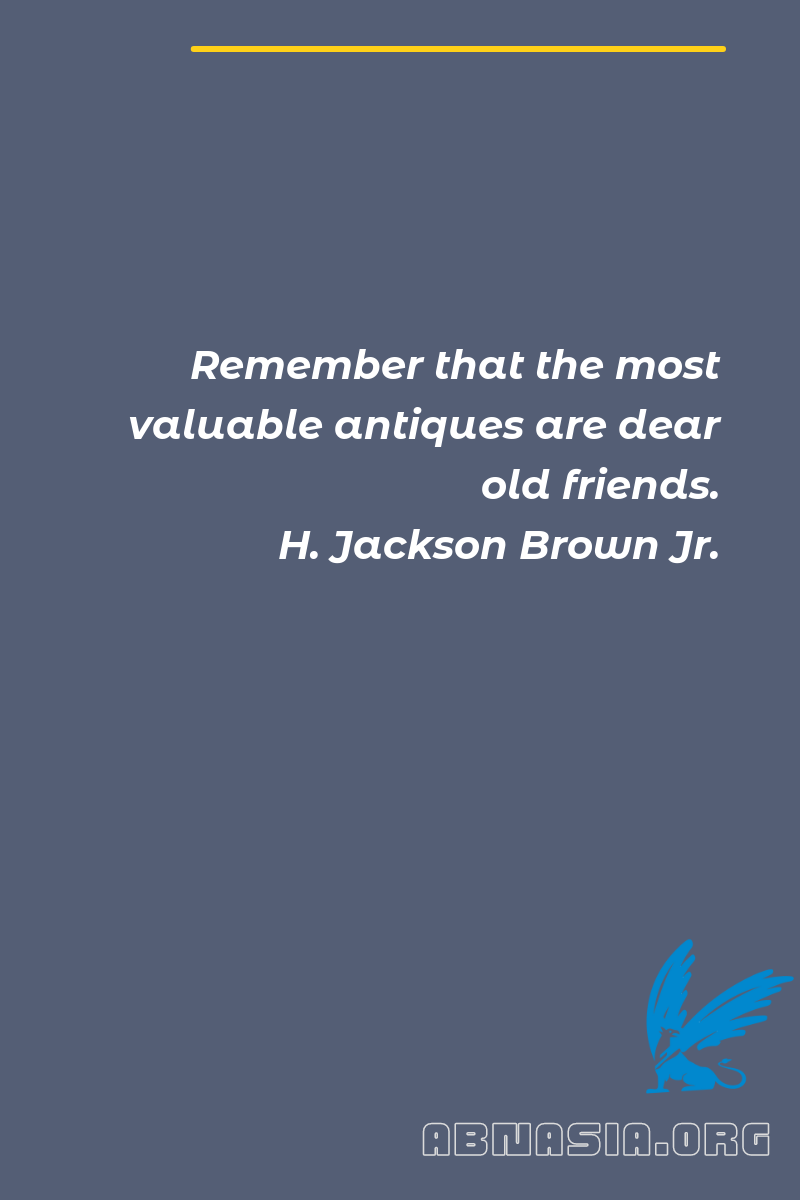 Remember that the most
valuable antiques are dear
old friends.
H. Jackson Brown Jr.
ABNASIA.ORG